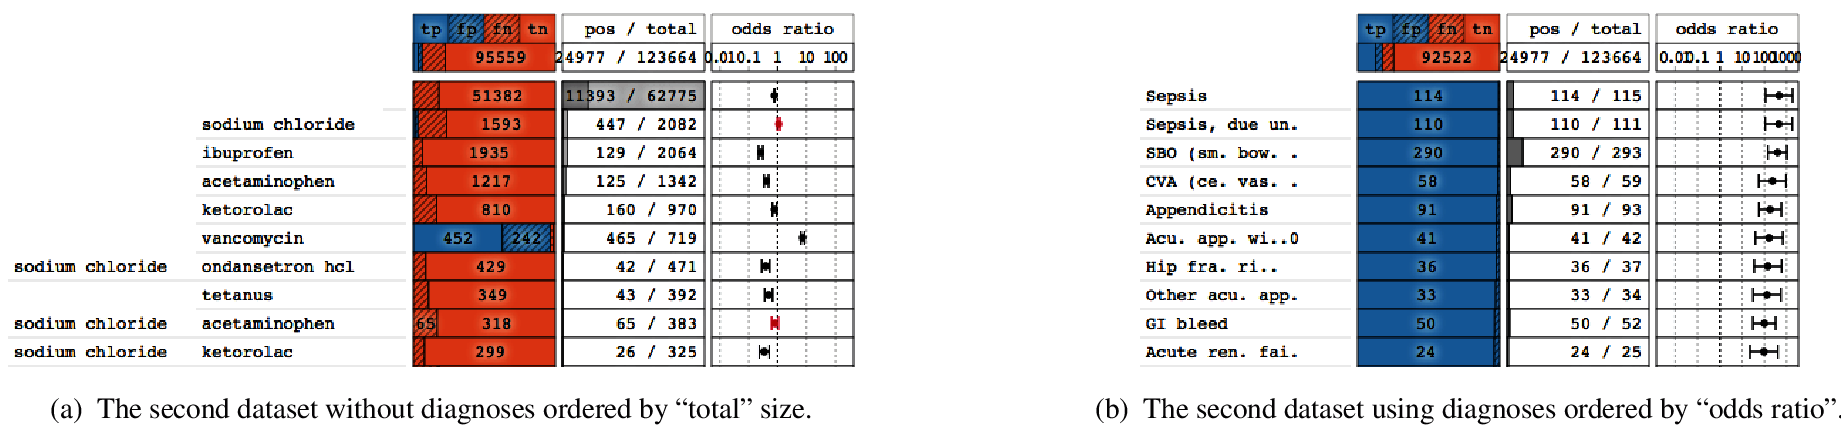 tp fp fn tn pos / total odds ratio
95559 24977 / 123664 0.01 0.1 1 10 100
51382 11393 / 62775
sodium chloride 1593 447 / 2082
ibuprofen 1935 129 / 2064
acetaminophen 1217 125 / 1342
ketorolac 810 160 / 970
vancomycin 452 242 465 / 719
sodium chloride ondansetron hcl 429 42 / 471
tetanus 349 43 / 392
sodium chloride acetaminophen 65 318 65 / 383
sodium chloride ketorolac 299 26 / 325
(a) The second dataset without diagnoses ordered by “total” size.
tp fp fn tn pos / total odds ratio
92522 24977 / 123664 0.01 0.1 1 10 100 1000
Sepsis 114 114 / 115
Sepsis, due un. 110 110 / 111
SBO (sm. bow. . 290 290 / 293
CVA (ce. vas. . 58 58 / 59
Appendicitis 91 91 / 93
Acu. app. wi..0 41 41 / 42
Hip fra. ri.. 36 36 / 37
Other acu. app. 33 33 / 34
GI bleed 50 50 / 52
Acute ren. fai. 24 24 / 25
(b) The second dataset using diagnoses ordered by “odds ratio”.